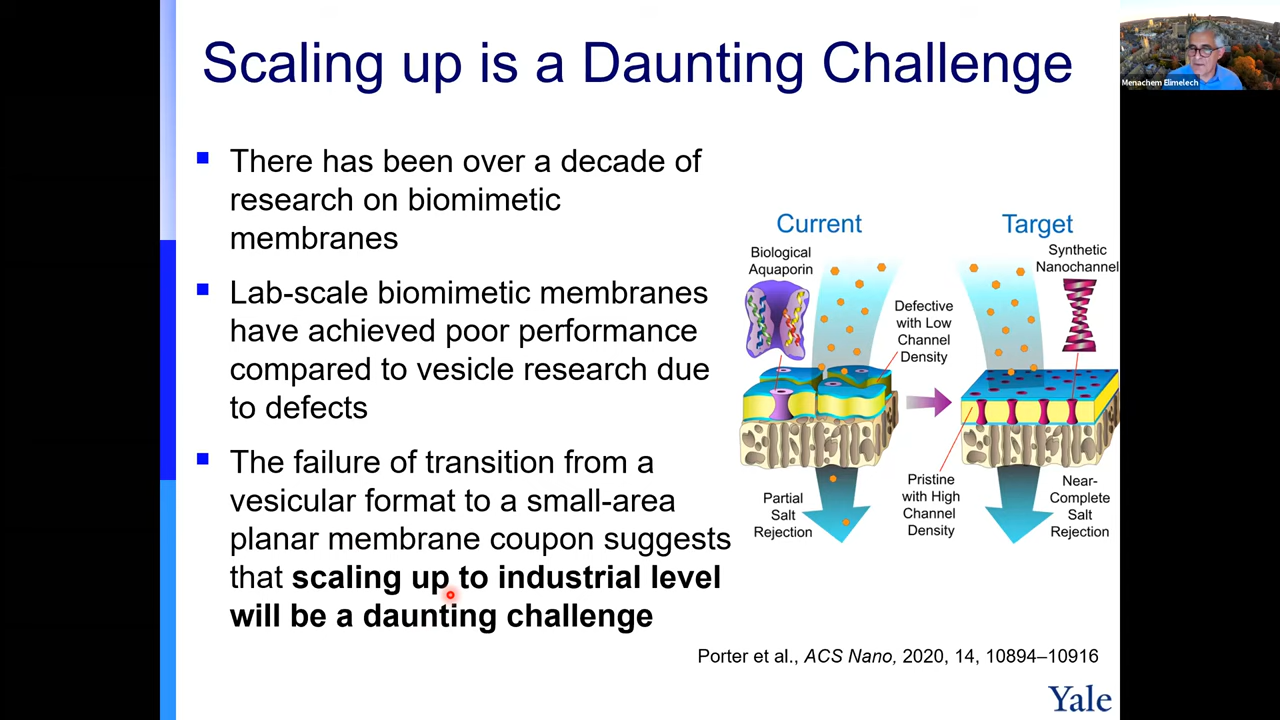 Scaling up is a Daunting Challenge
Menachem Elimelech
There has been over a decade of
research on biomimetic
membranes
Lab-scale biomimetic membranes
have achieved poor performance
compared to vesicle research due
to defects
The failure of transition from a
vesicular format to a small-area
planar membrane coupon suggests
that scaling up to industrial level
will be a daunting challenge
Current
Target
Biological
Aquaporin
Synthetic
Nanochannel
Defective
with Low
Channel
Density
Partial
Salt
Rejection
Pristine
with High
Channel
Density
Near-
Complete
Salt
Rejection
Porter et al., ACS Nano, 2020, 14, 10894–10916
Yale